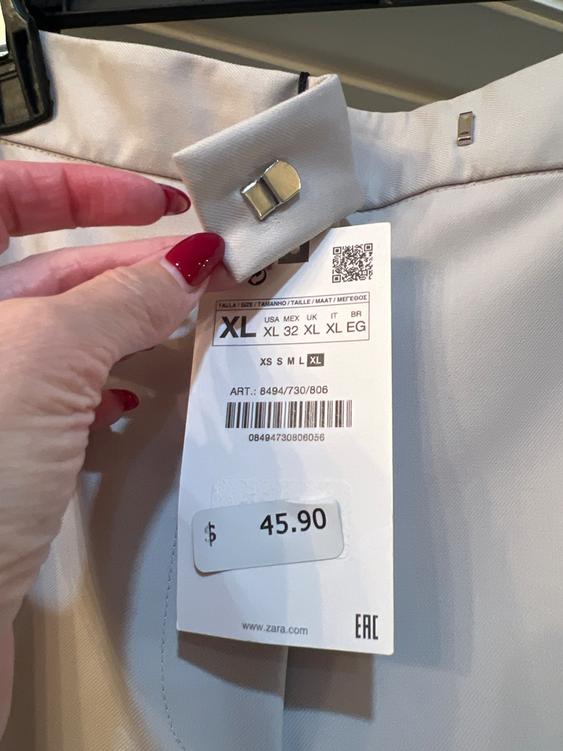 TALLA / SIZE / TAMANHO / TAILLE / MAAT / ΜΕΓΕΘΟΣ
XL
USA MEX UK IT BR
XL 32 XL XL EG
XS S M L XL
ART.: 8494/730/806
08494730806056
$ 45.90
www.zara.com
EAC